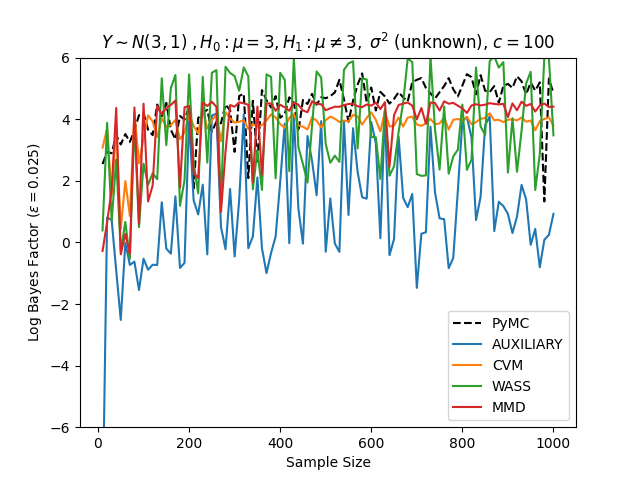 Y ~ N(3, 1) , H₀ : μ = 3, H₁ : μ ≠ 3, σ² (unknown), c = 100
Log Bayes Factor (ε = 0.025)
6
4
2
0
−2
−4
−6
PyMC
AUXILIARY
CVM
WASS
MMD
0 200 400 600 800 1000
Sample Size